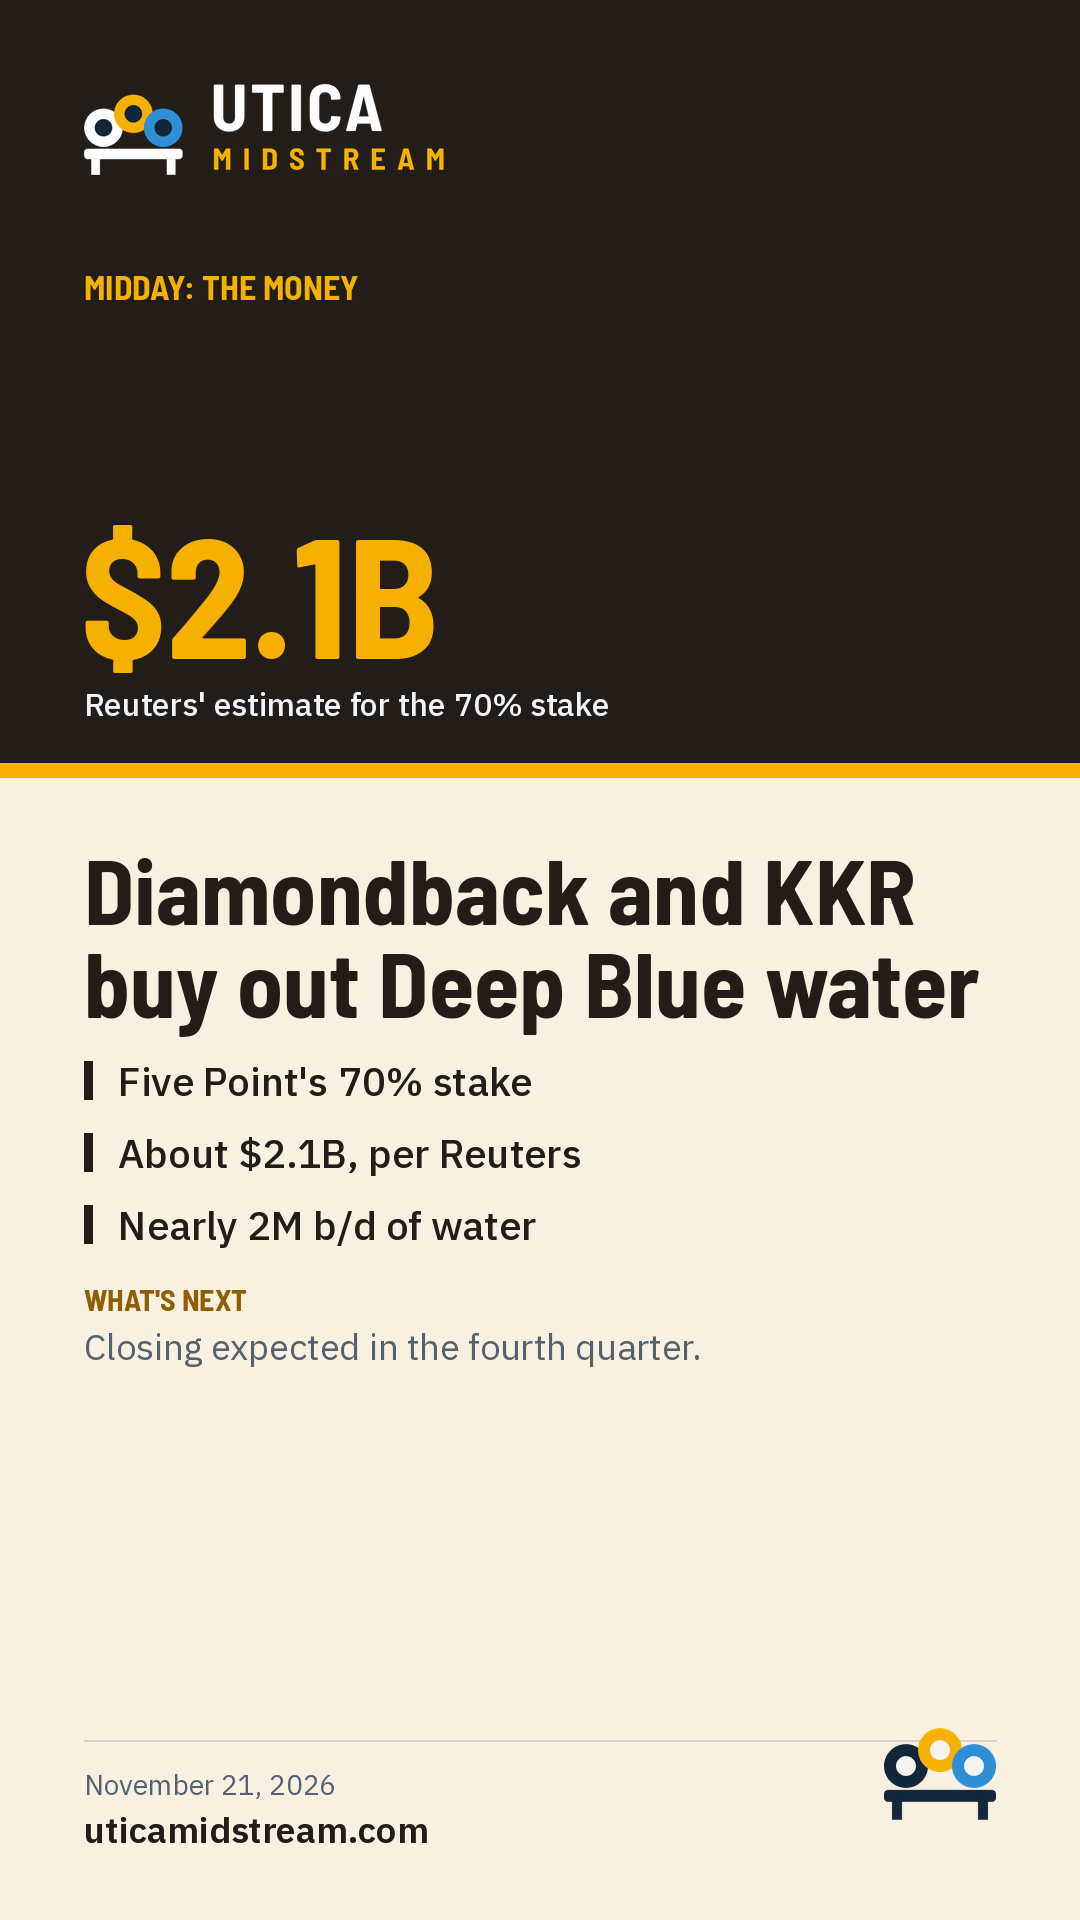 UTICA
MIDSTREAM
MIDDAY: THE MONEY
$2.1B
Reuters' estimate for the 70% stake
Diamondback and KKR
buy out Deep Blue water
Five Point's 70% stake
About $2.1B, per Reuters
Nearly 2M b/d of water
WHAT'S NEXT
Closing expected in the fourth quarter.
November 21, 2026
uticamidstream.com